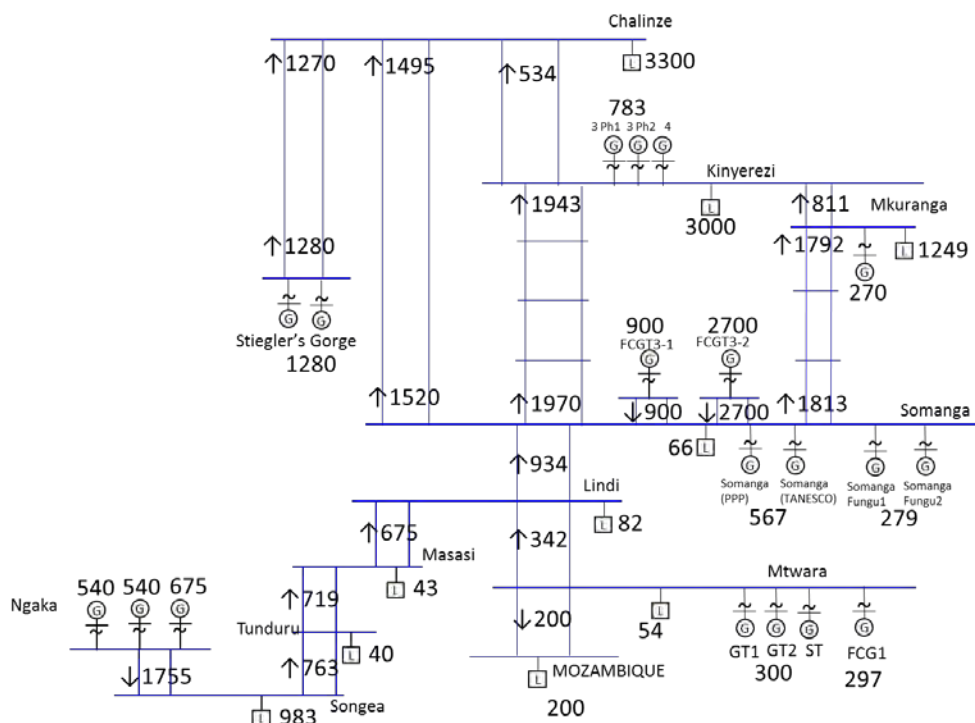 Chalinze
↑1270
↑1495
↑534
L
3300
783
3 Ph1 3 Ph2 4
G G G
Kinyerezi
↑1943
L
3000
↑811
Mkuranga
↑1280
↑1792
L
1249
G
270
G G
Stiegler's Gorge
1280
900
2700
FCGT3-1
FCGT3-2
G
G
↑1520
↑1970
↓900
↓2700
↑1813
Somanga
66
L
G G G G
↑934
Somanga
(PPP)
Somanga
(TANESCO)
Somanga
Fungu1
Somanga
Fungu2
567
279
Lindi
↑675
↑342
L
82
Masasi
540 540 675
G G G
Ngaka
↑719
L
43
Mtwara
Tunduru
↓200
L
54
G G G G
GT1 GT2 ST
FCG1
300
297
↓1755
↑763
L
40
MOZAMBIQUE
L
200
L
983
Songea